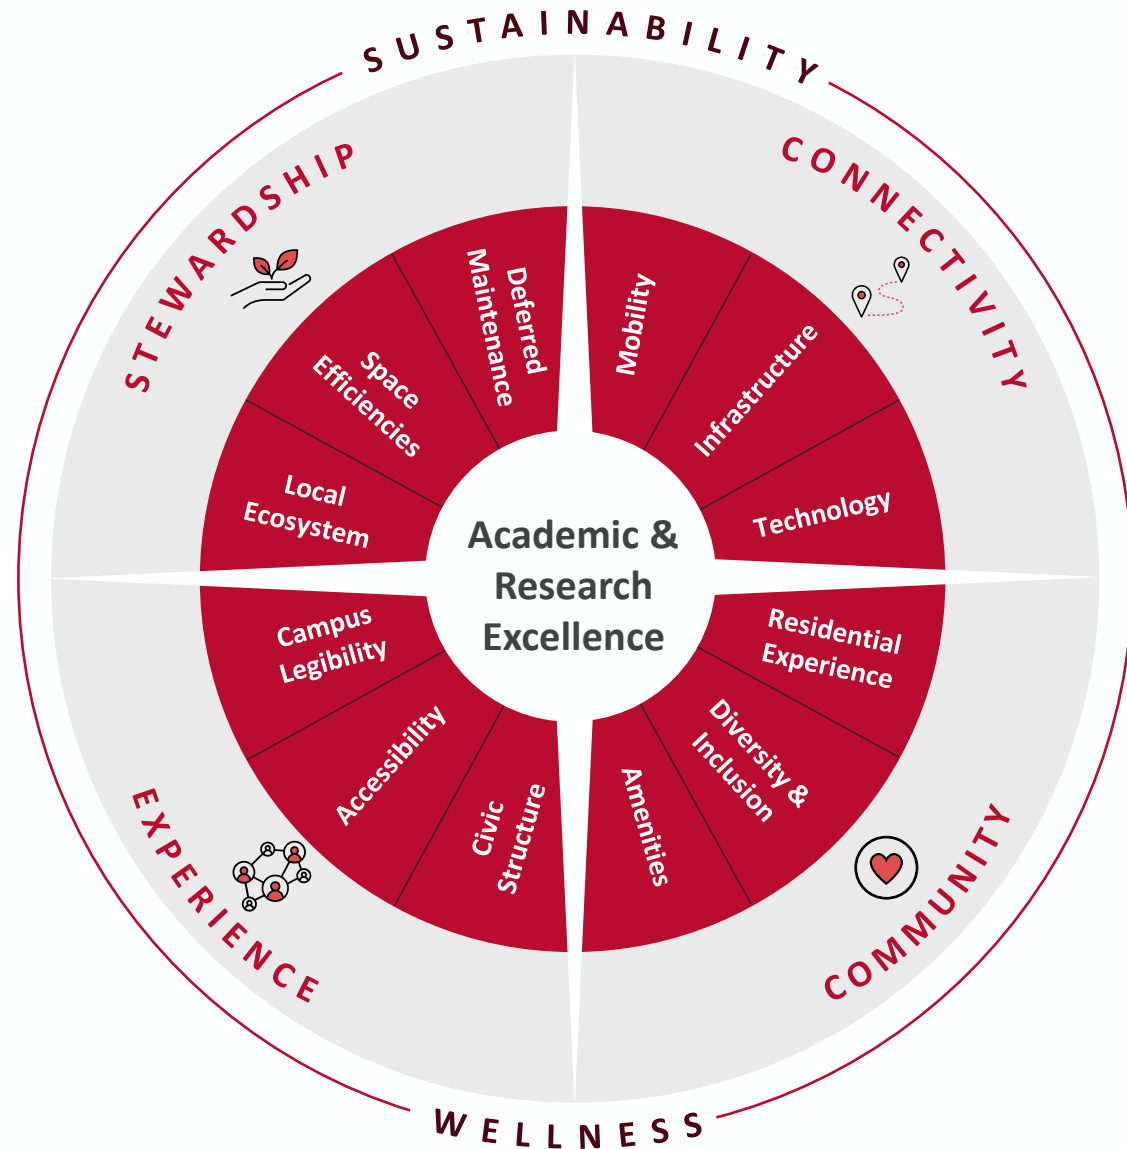 SUSTAINABILITY
STEWARDSHIP
CONNECTIVITY
Deferred
Maintenance
Mobility
Space
Efficiencies
Infrastructure
Local
Ecosystem
Technology
Academic &
Research
Excellence
Campus
Legibility
Residential
Experience
Accessibility
Diversity &
Inclusion
Civic
Structure
Amenities
EXPERIENCE
COMMUNITY
WELLNESS